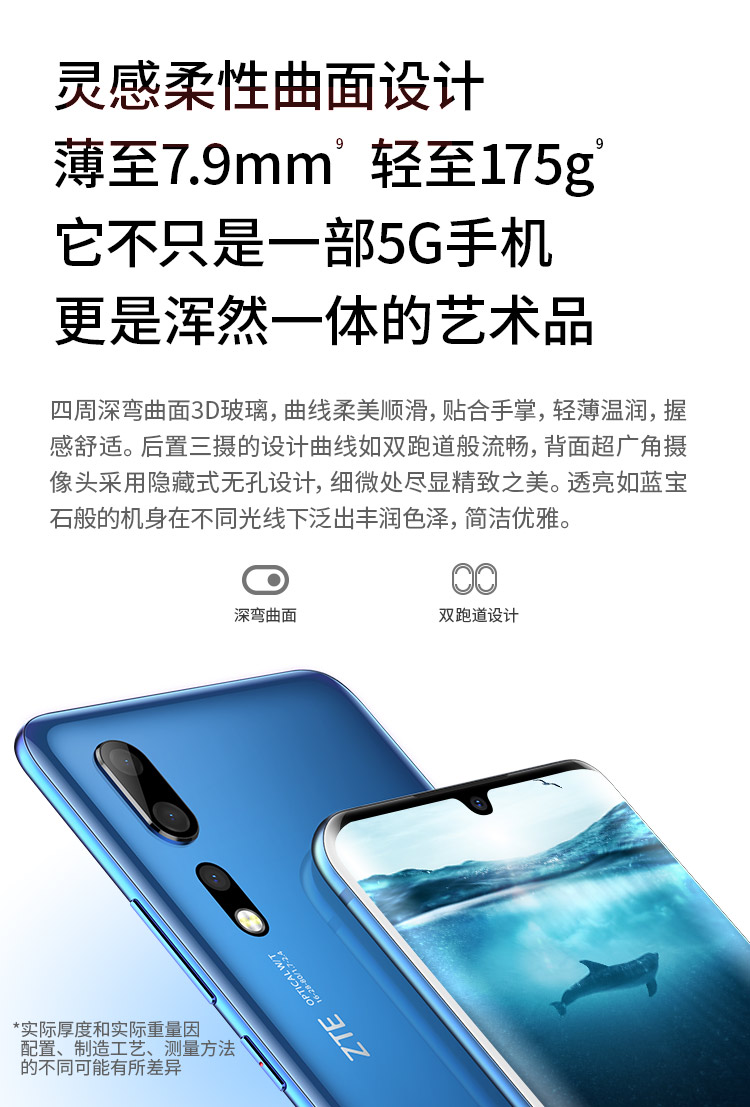 灵感柔性曲面设计
薄至7.9mm⁹ 轻至175g⁹
它不只是一部5G手机
更是浑然一体的艺术品
四周深弯曲面3D玻璃，曲线柔美顺滑，贴合手掌，轻薄温润，握
感舒适。后置三摄的设计曲线如双跑道般流畅，背面超广角摄
像头采用隐藏式无孔设计，细微处尽显精致之美。透亮如蓝宝
石般的机身在不同光线下泛出丰润色泽，简洁优雅。
深弯曲面
双跑道设计
16-28-80/1.7-2.4
OPTICAL W/T
ZTE
*实际厚度和实际重量因
配置、制造工艺、测量方法
的不同可能有所差异